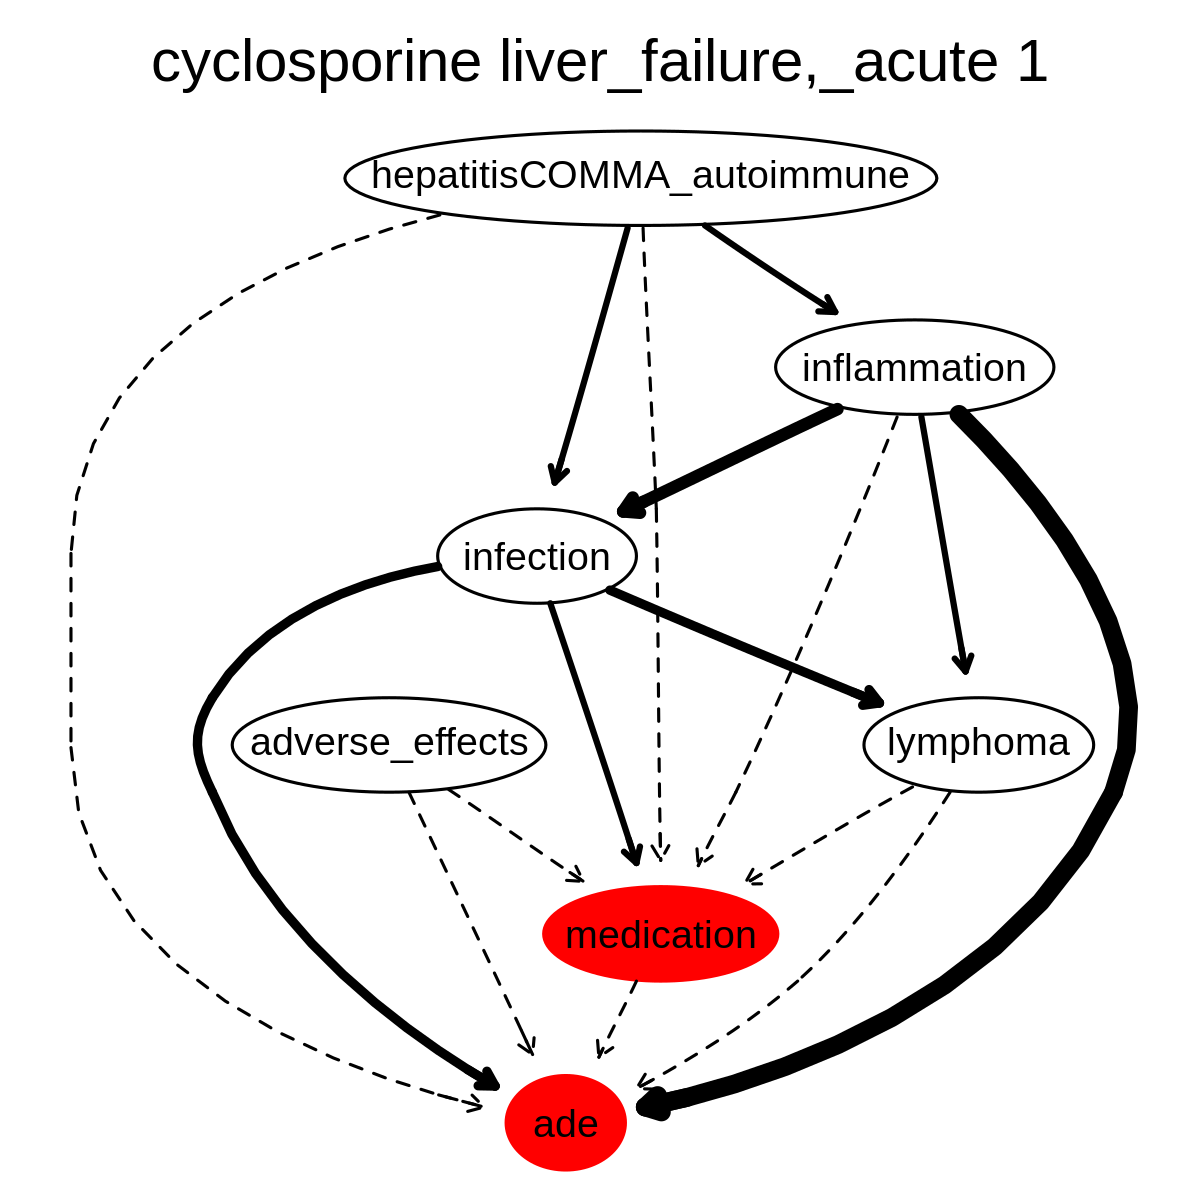 cyclosporine liver_failure,_acute 1
hepatitisCOMMA_autoimmune
inflammation
infection
adverse_effects
lymphoma
medication
ade